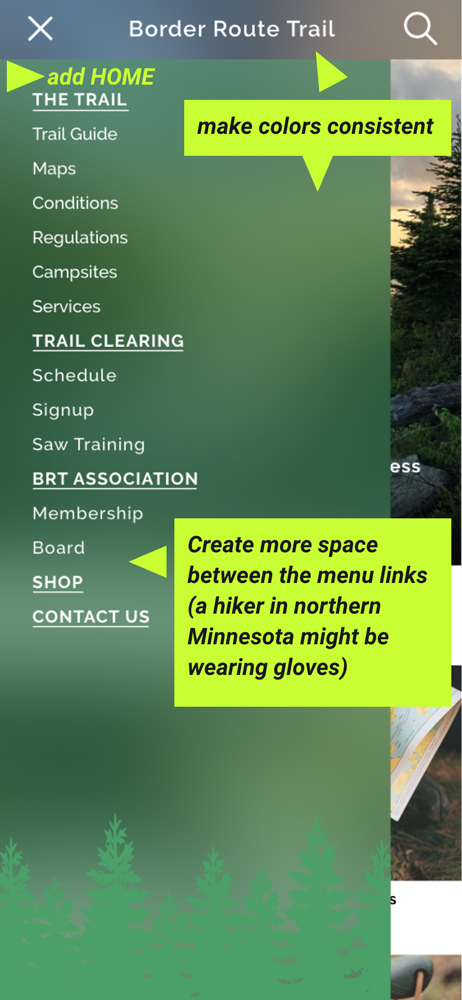 Border Route Trail
add HOME
THE TRAIL
make colors consistent
Trail Guide
Maps
Conditions
Regulations
Campsites
Services
TRAIL CLEARING
Schedule
Signup
Saw Training
ess
BRT ASSOCIATION
Membership
Board
SHOP
CONTACT US
Create more space
between the menu links
(a hiker in northern
Minnesota might be
wearing gloves)
s